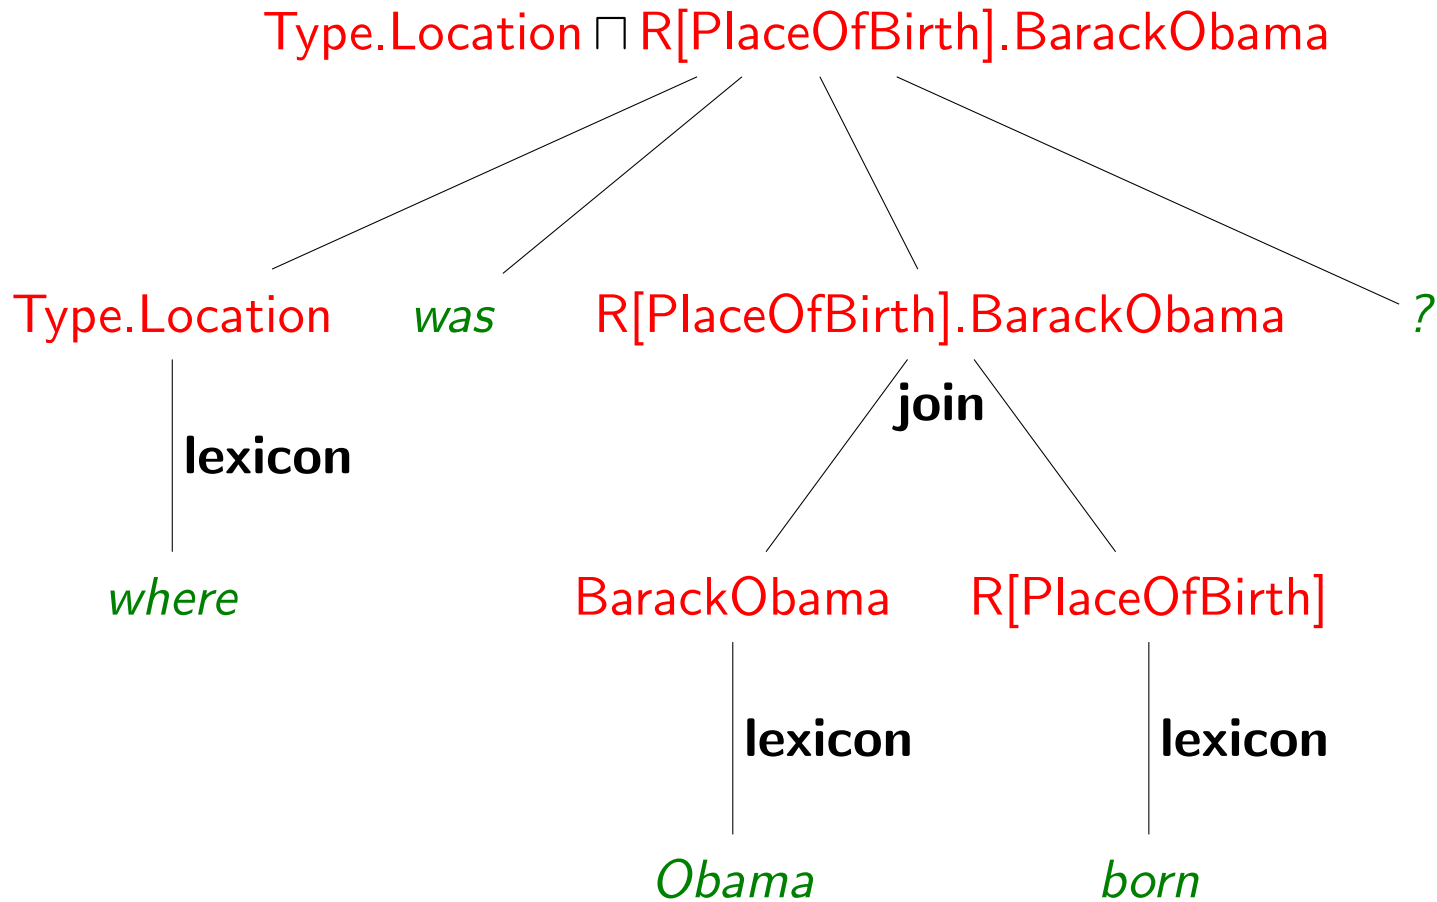 Type.Location ⊓ R[PlaceOfBirth].BarackObama
Type.Location was R[PlaceOfBirth].BarackObama ?
join
lexicon
where BarackObama R[PlaceOfBirth]
lexicon lexicon
Obama born